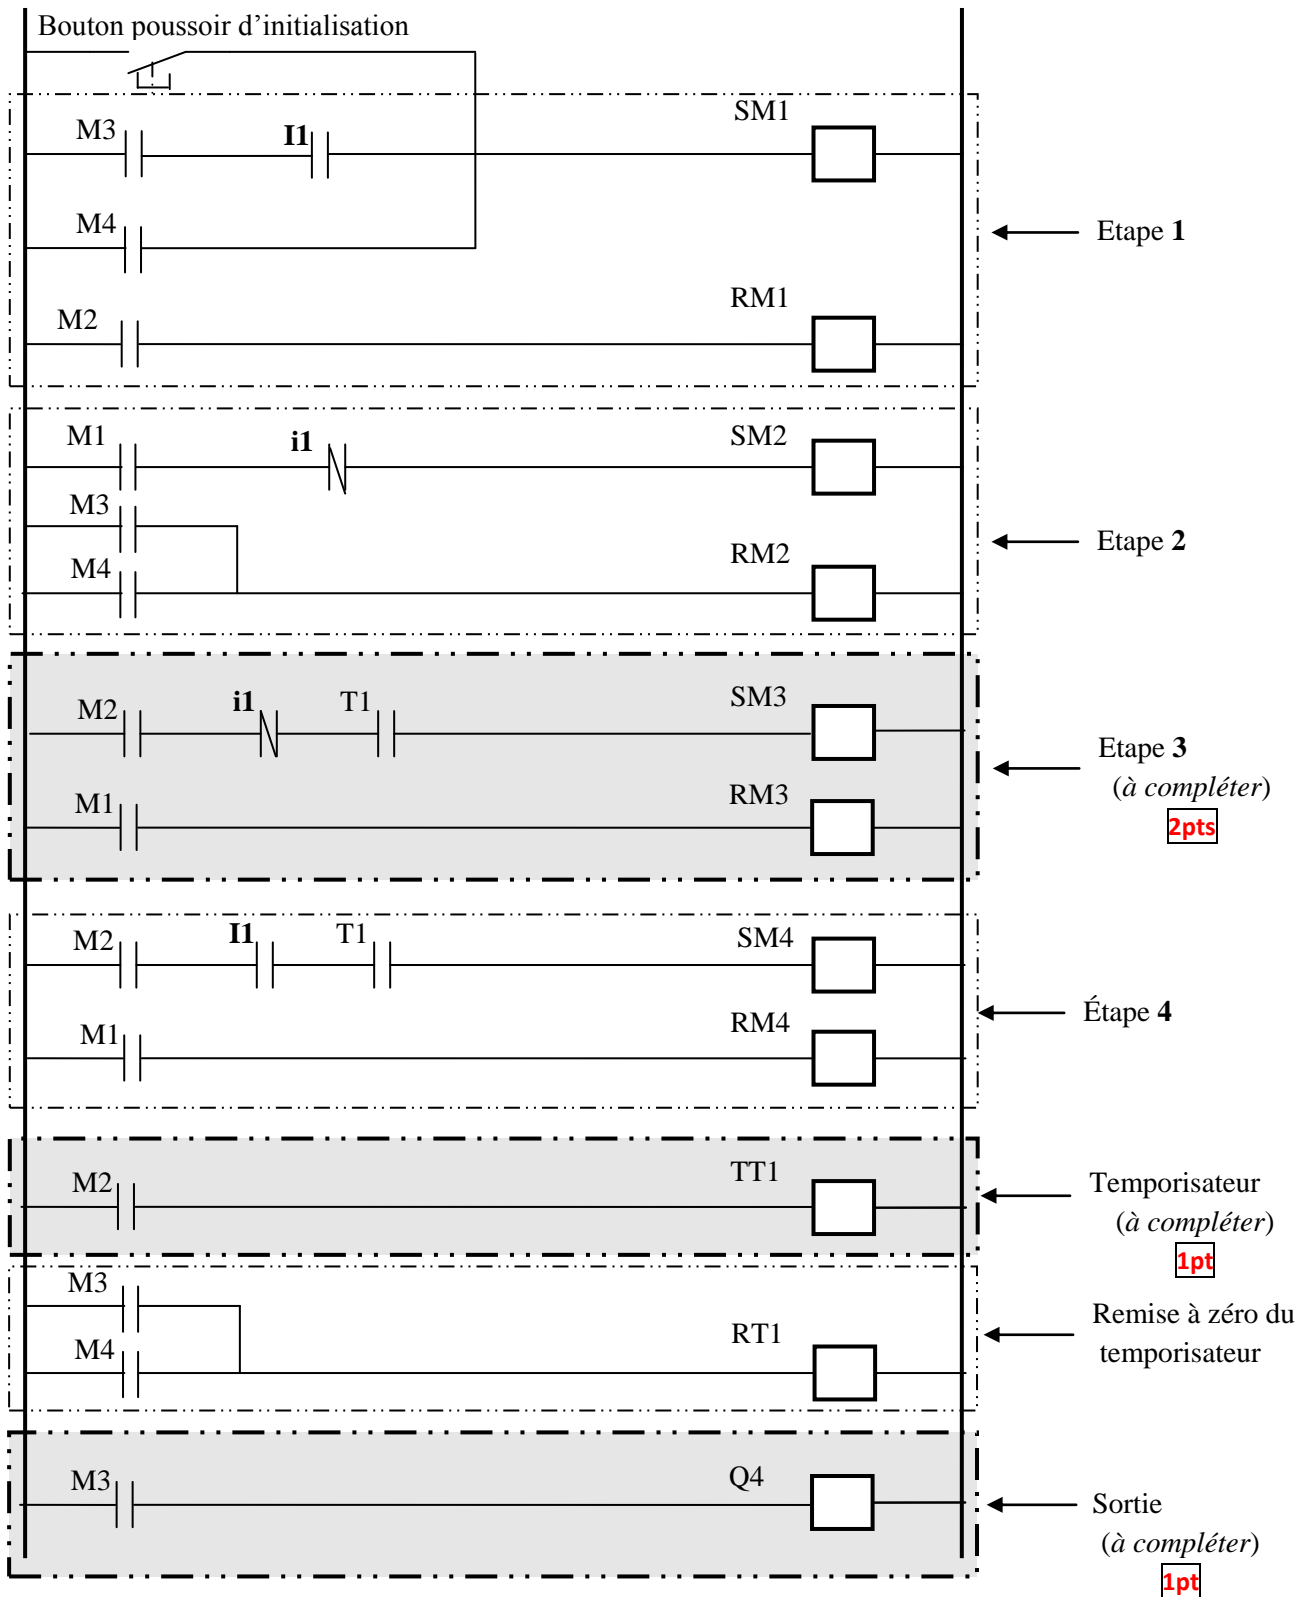 Bouton poussoir d’initialisation
M3 I1 SM1
M4
Etape 1
M2 RM1
M1 i1 SM2
M3
Etape 2
M4 RM2
M2 i1 T1 SM3
Etape 3
(à compléter)
2pts
M1 RM3
M2 I1 T1 SM4
Étape 4
M1 RM4
M2 TT1
Temporisateur
(à compléter)
1pt
M3
M4 RT1
Remise à zéro du
temporisateur
M3 Q4
Sortie
(à compléter)
1pt